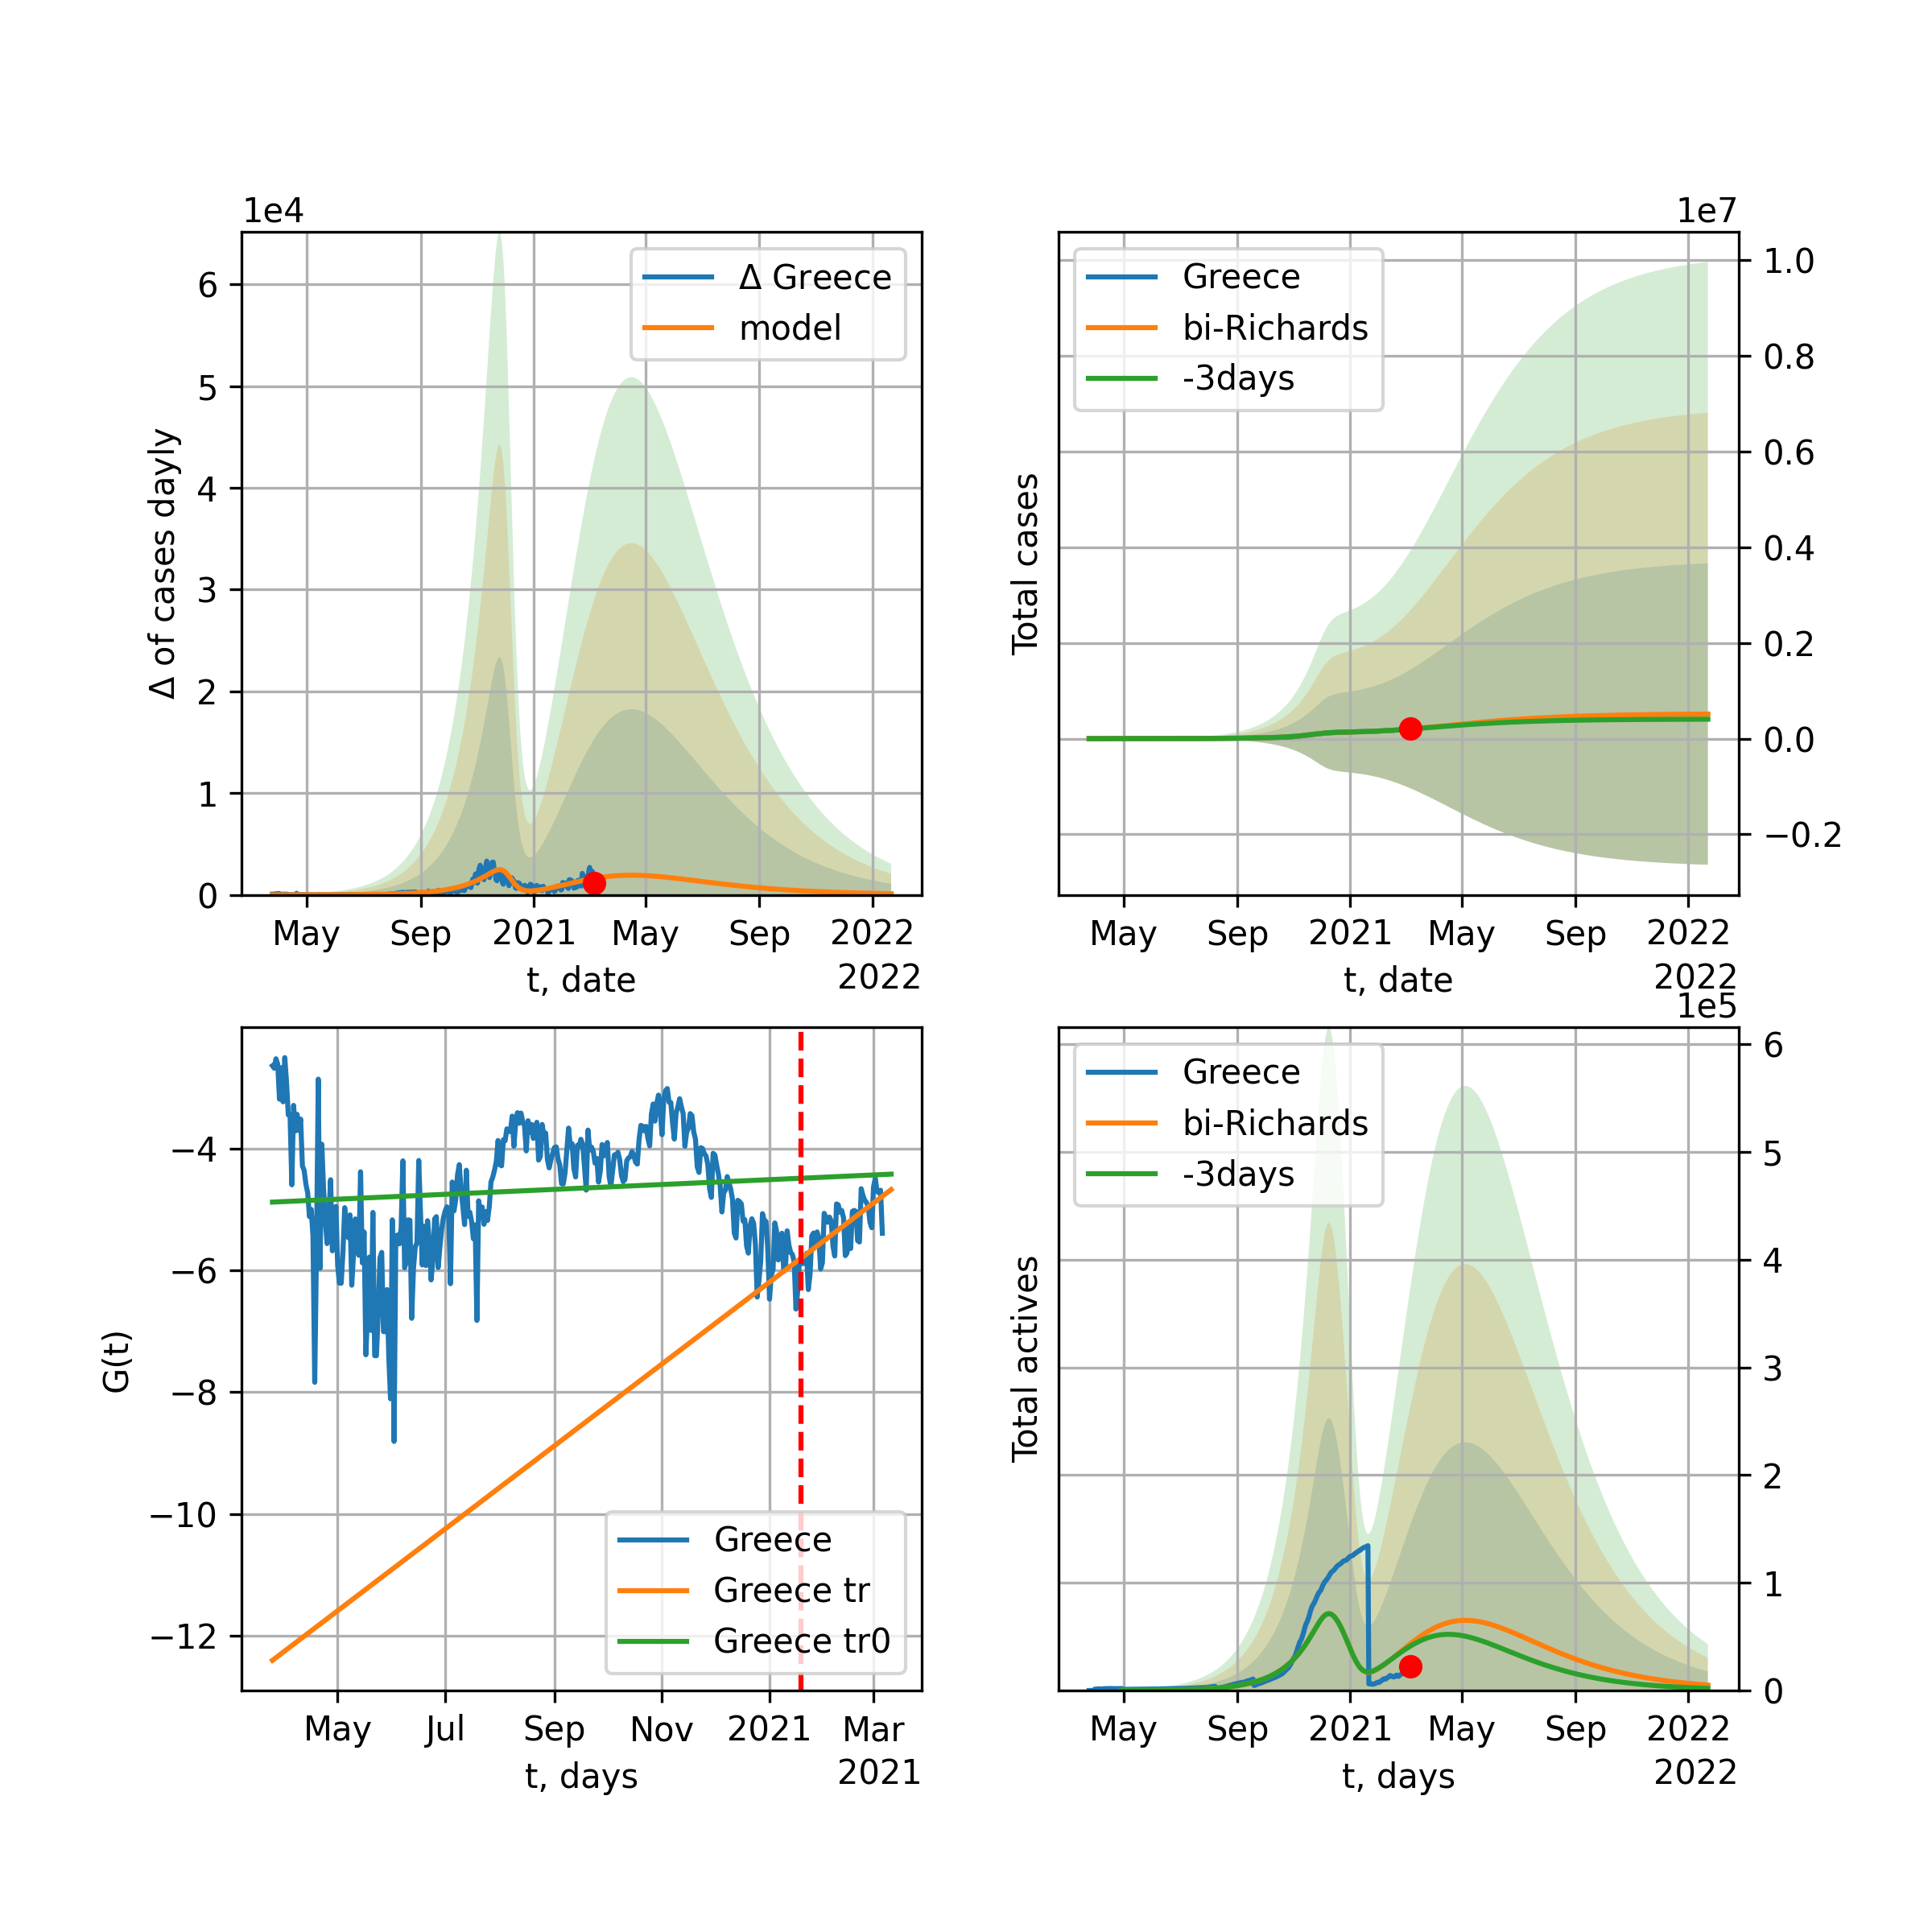 1e4
Δ of cases dayly
6
5
4
3
2
1
0
Δ Greece
model
May
Sep
2021
May
Sep
2022
t, date
2022
1e7
Total cases
Greece
bi-Richards
-3days
1.0
0.8
0.6
0.4
0.2
0.0
−0.2
May
Sep
2021
May
Sep
2022
t, date
2022
G(t)
−4
−6
−8
−10
−12
Greece
Greece tr
Greece tr0
May
Jul
Sep
Nov
2021
Mar
t, days
2021
1e5
Total actives
Greece
bi-Richards
-3days
6
5
4
3
2
1
0
May
Sep
2021
May
Sep
2022
t, days
2022